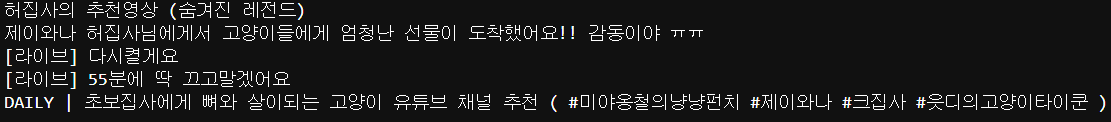 허집사의 추천영상 (숨겨진 레전드)
제이와나 허집사님에게서 고양이들에게 엄청난 선물이 도착했어요!! 감동이야 ㅠㅠ
[라이브] 다시켤게요
[라이브] 55분에 딱 끄고말겠어요
DAILY | 초보집사에게 뼈와 살이되는 고양이 유튜브 채널 추천 ( #미야옹철의냥냥펀치 #제이와나 #크집사 #읏디의고양이타이쿤 )